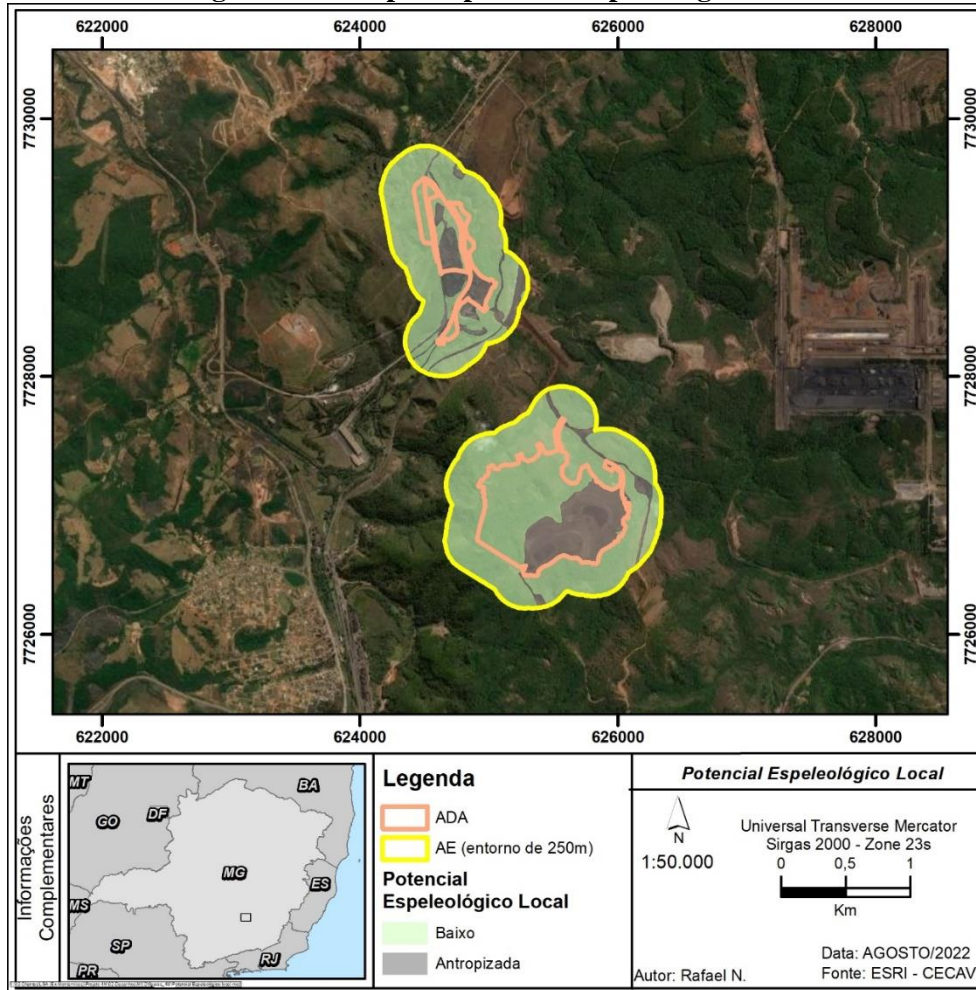 622000 624000 626000 628000
7730000 7730000
7728000 7728000
7726000 7726000
622000 624000 626000 628000
Informações
Complementares
MT
BA
GO
DF
MG
ES
MS
SP
RJ
PR
Legenda
ADA
AE (entorno de 250m)
Potencial
Espeleológico Local
Baixo
Antropizada
Potencial Espeleológico Local
N
1:50.000
Universal Transverse Mercator
Sirgas 2000 - Zone 23s
0 0,5 1
Km
Data: AGOSTO/2022
Autor: Rafael N.
Fonte: ESRI - CECAV